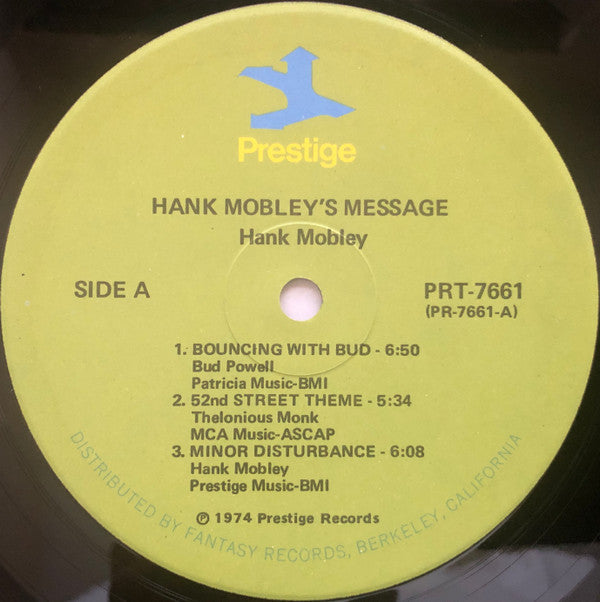 Prestige
HANK MOBLEY'S MESSAGE
Hank Mobley
SIDE A
PRT-7661
(PR-7661-A)
1. BOUNCING WITH BUD - 6:50
Bud Powell
Patricia Music-BMI
2. 52nd STREET THEME - 5:34
Thelonious Monk
MCA Music-ASCAP
3. MINOR DISTURBANCE - 6:08
Hank Mobley
Prestige Music-BMI
℗ 1974 Prestige Records
DISTRIBUTED BY FANTASY RECORDS, BERKELEY, CALIFORNIA